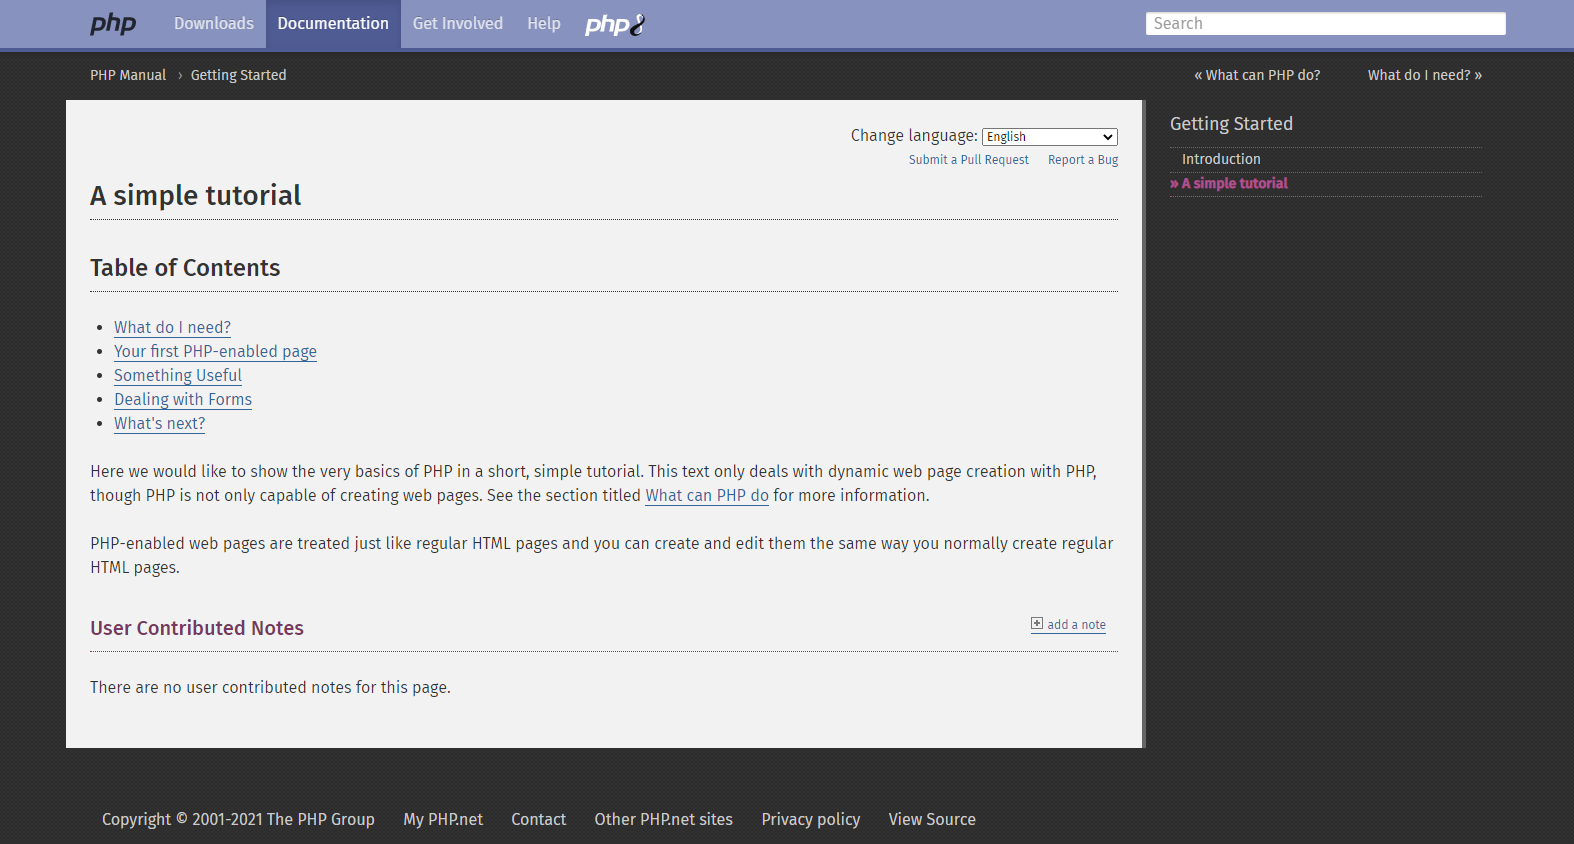 php Downloads Documentation Get Involved Help php8 Search
PHP Manual › Getting Started « What can PHP do? What do I need? »
Change language: English
Submit a Pull Request Report a Bug
A simple tutorial
Table of Contents
What do I need?
Your first PHP-enabled page
Something Useful
Dealing with Forms
What's next?
Here we would like to show the very basics of PHP in a short, simple tutorial. This text only deals with dynamic web page creation with PHP,
though PHP is not only capable of creating web pages. See the section titled What can PHP do for more information.
PHP-enabled web pages are treated just like regular HTML pages and you can create and edit them the same way you normally create regular
HTML pages.
User Contributed Notes
add a note
There are no user contributed notes for this page.
Getting Started
Introduction
» A simple tutorial
Copyright © 2001-2021 The PHP Group My PHP.net Contact Other PHP.net sites Privacy policy View Source